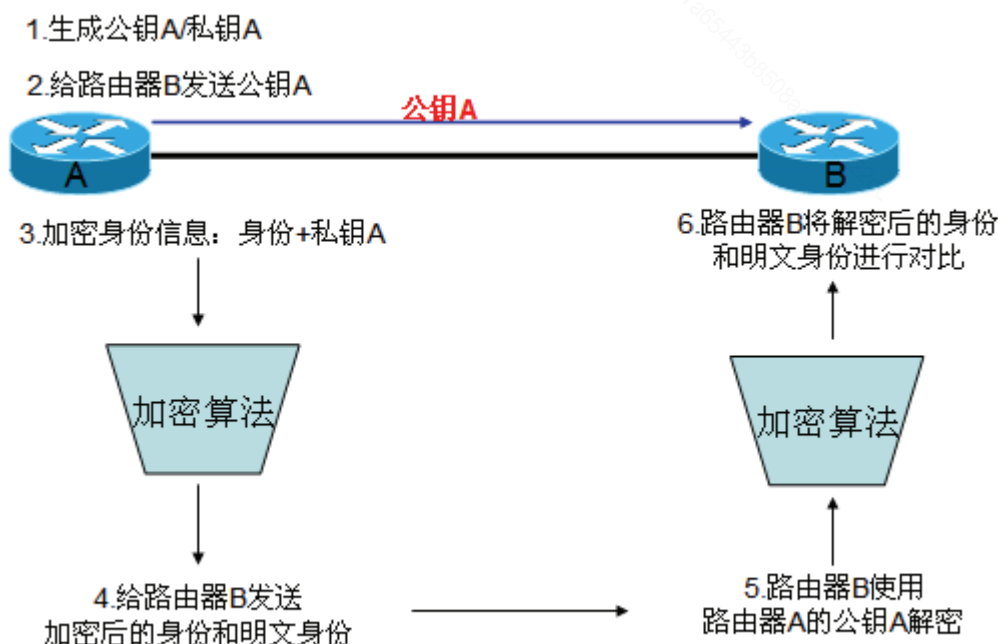 1.生成公钥A/私钥A
2.给路由器B发送公钥A
公钥A
A
B
3.加密身份信息：身份+私钥A
6.路由器B将解密后的身份
和明文身份进行对比
加密算法
加密算法
4.给路由器B发送
加密后的身份和明文身份
5.路由器B使用
路由器A的公钥A解密